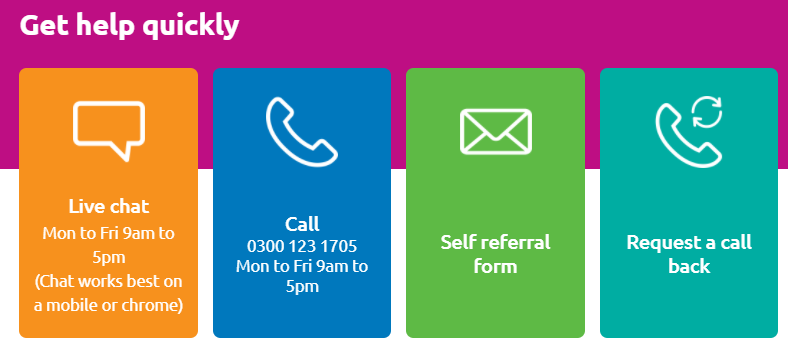 Get help quickly
Live chat
Mon to Fri 9am to
5pm
(Chat works best on
a mobile or chrome)
Call
0300 123 1705
Mon to Fri 9am to
5pm
Self referral
form
Request a call
back